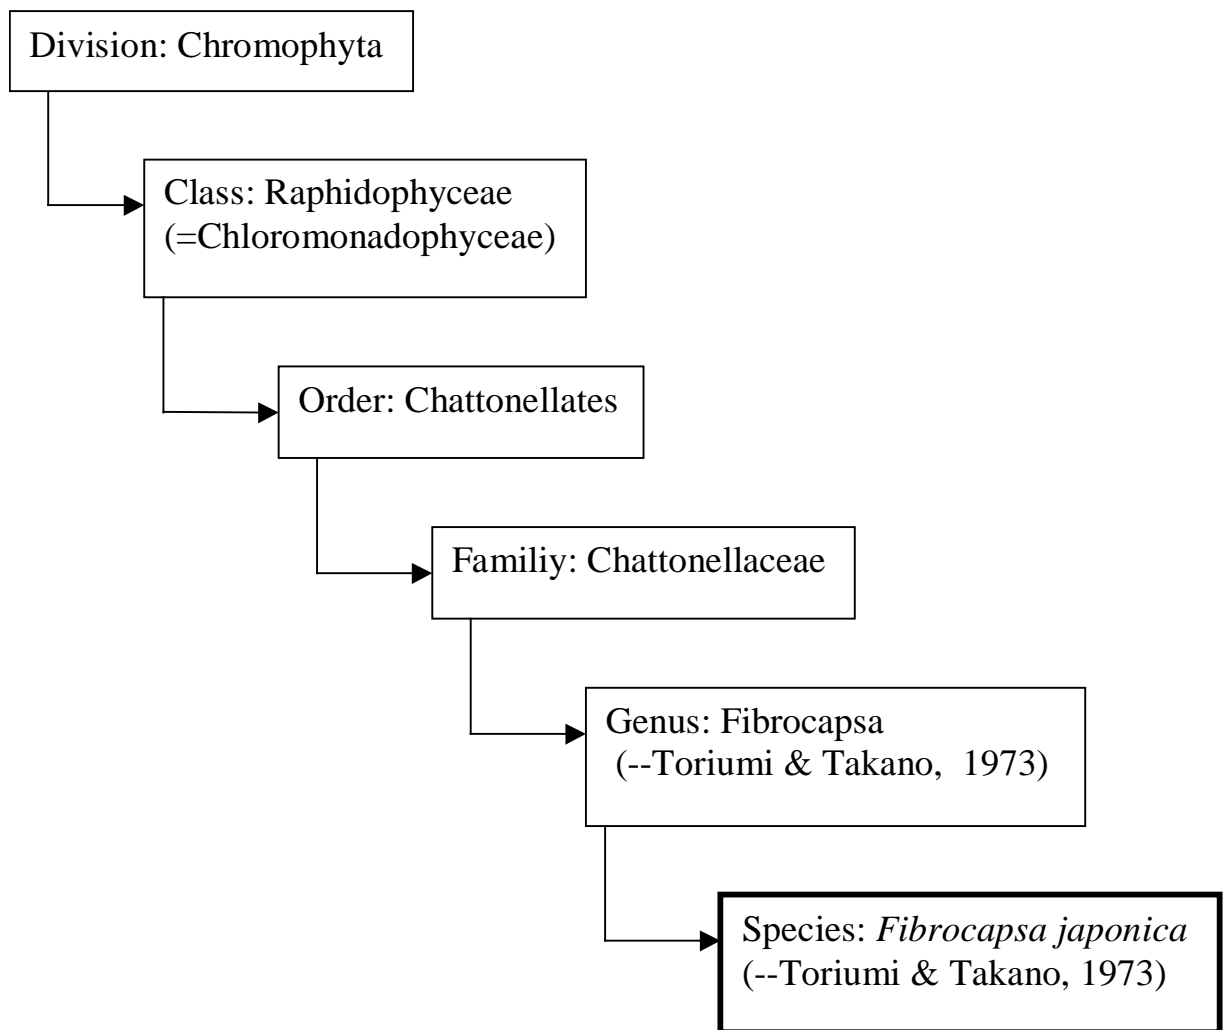 Division: Chromophyta
Class: Raphidophyceae
(=Chloromonadophyceae)
Order: Chattonellates
Familiy: Chattonellaceae
Genus: Fibrocapsa
(--Toriumi & Takano,  1973)
Species: Fibrocapsa japonica
(--Toriumi & Takano, 1973)